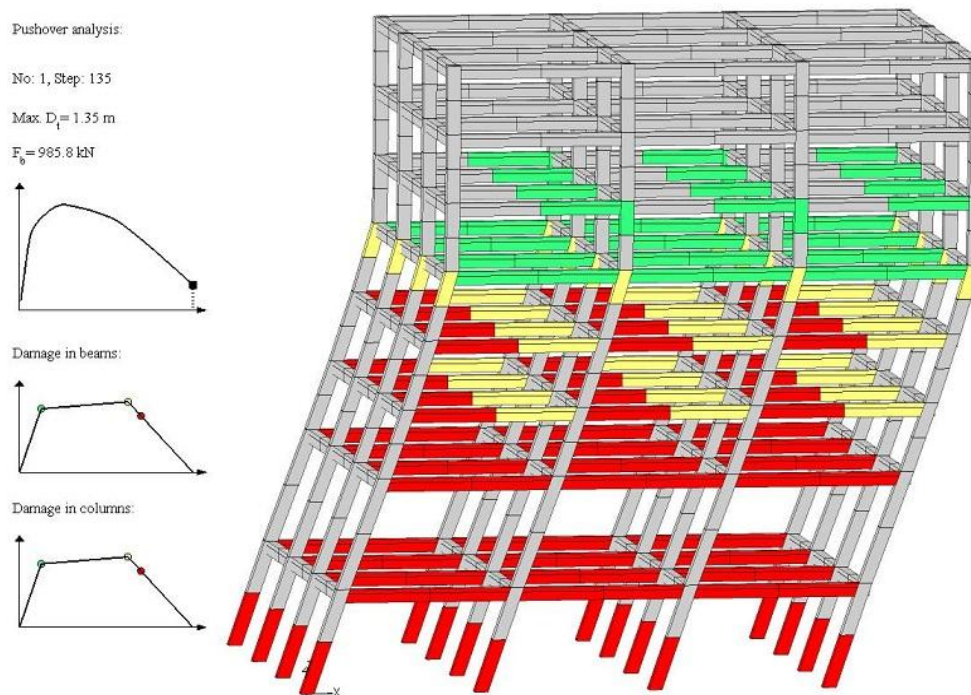 Pushover analysis:
No: 1, Step: 135
Max. Dₜ= 1.35 m
F_b= 985.8 kN
Damage in beams:
Damage in columns:
Z
X